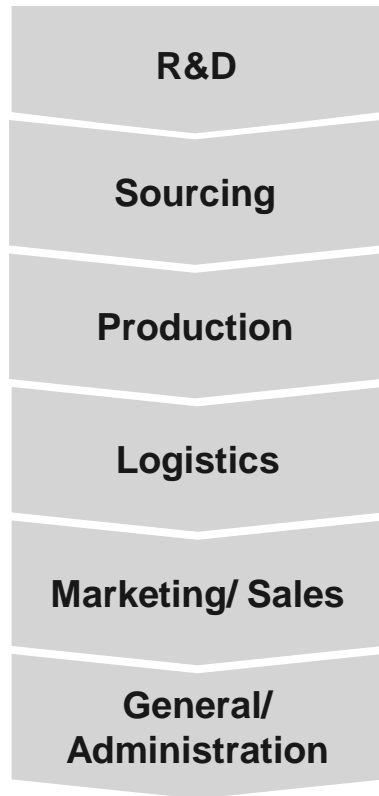 R&D
Sourcing
Production
Logistics
Marketing/ Sales
General/
Administration